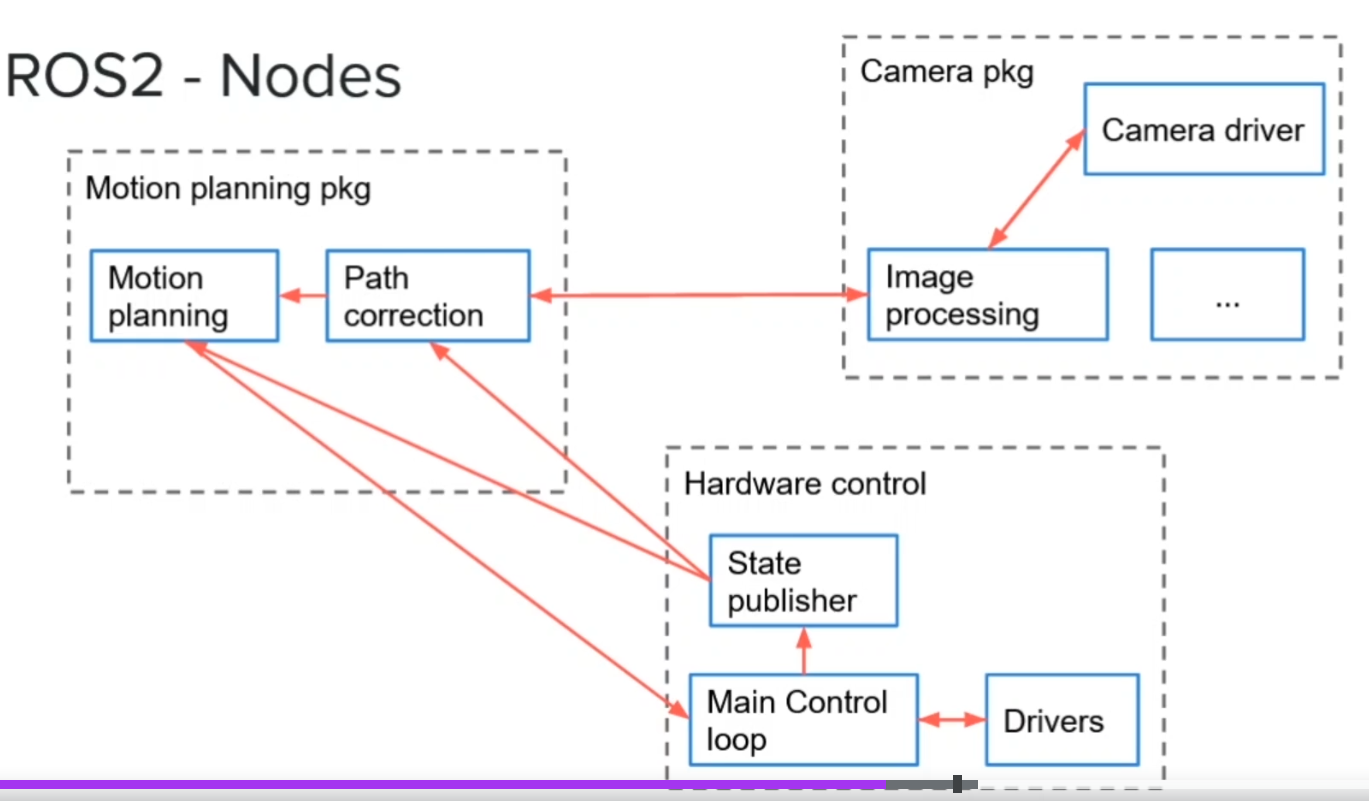 ROS2 - Nodes
Camera pkg
Camera driver
Motion planning pkg
Motion
planning
Path
correction
Image
processing
...
Hardware control
State
publisher
Main Control
loop
Drivers